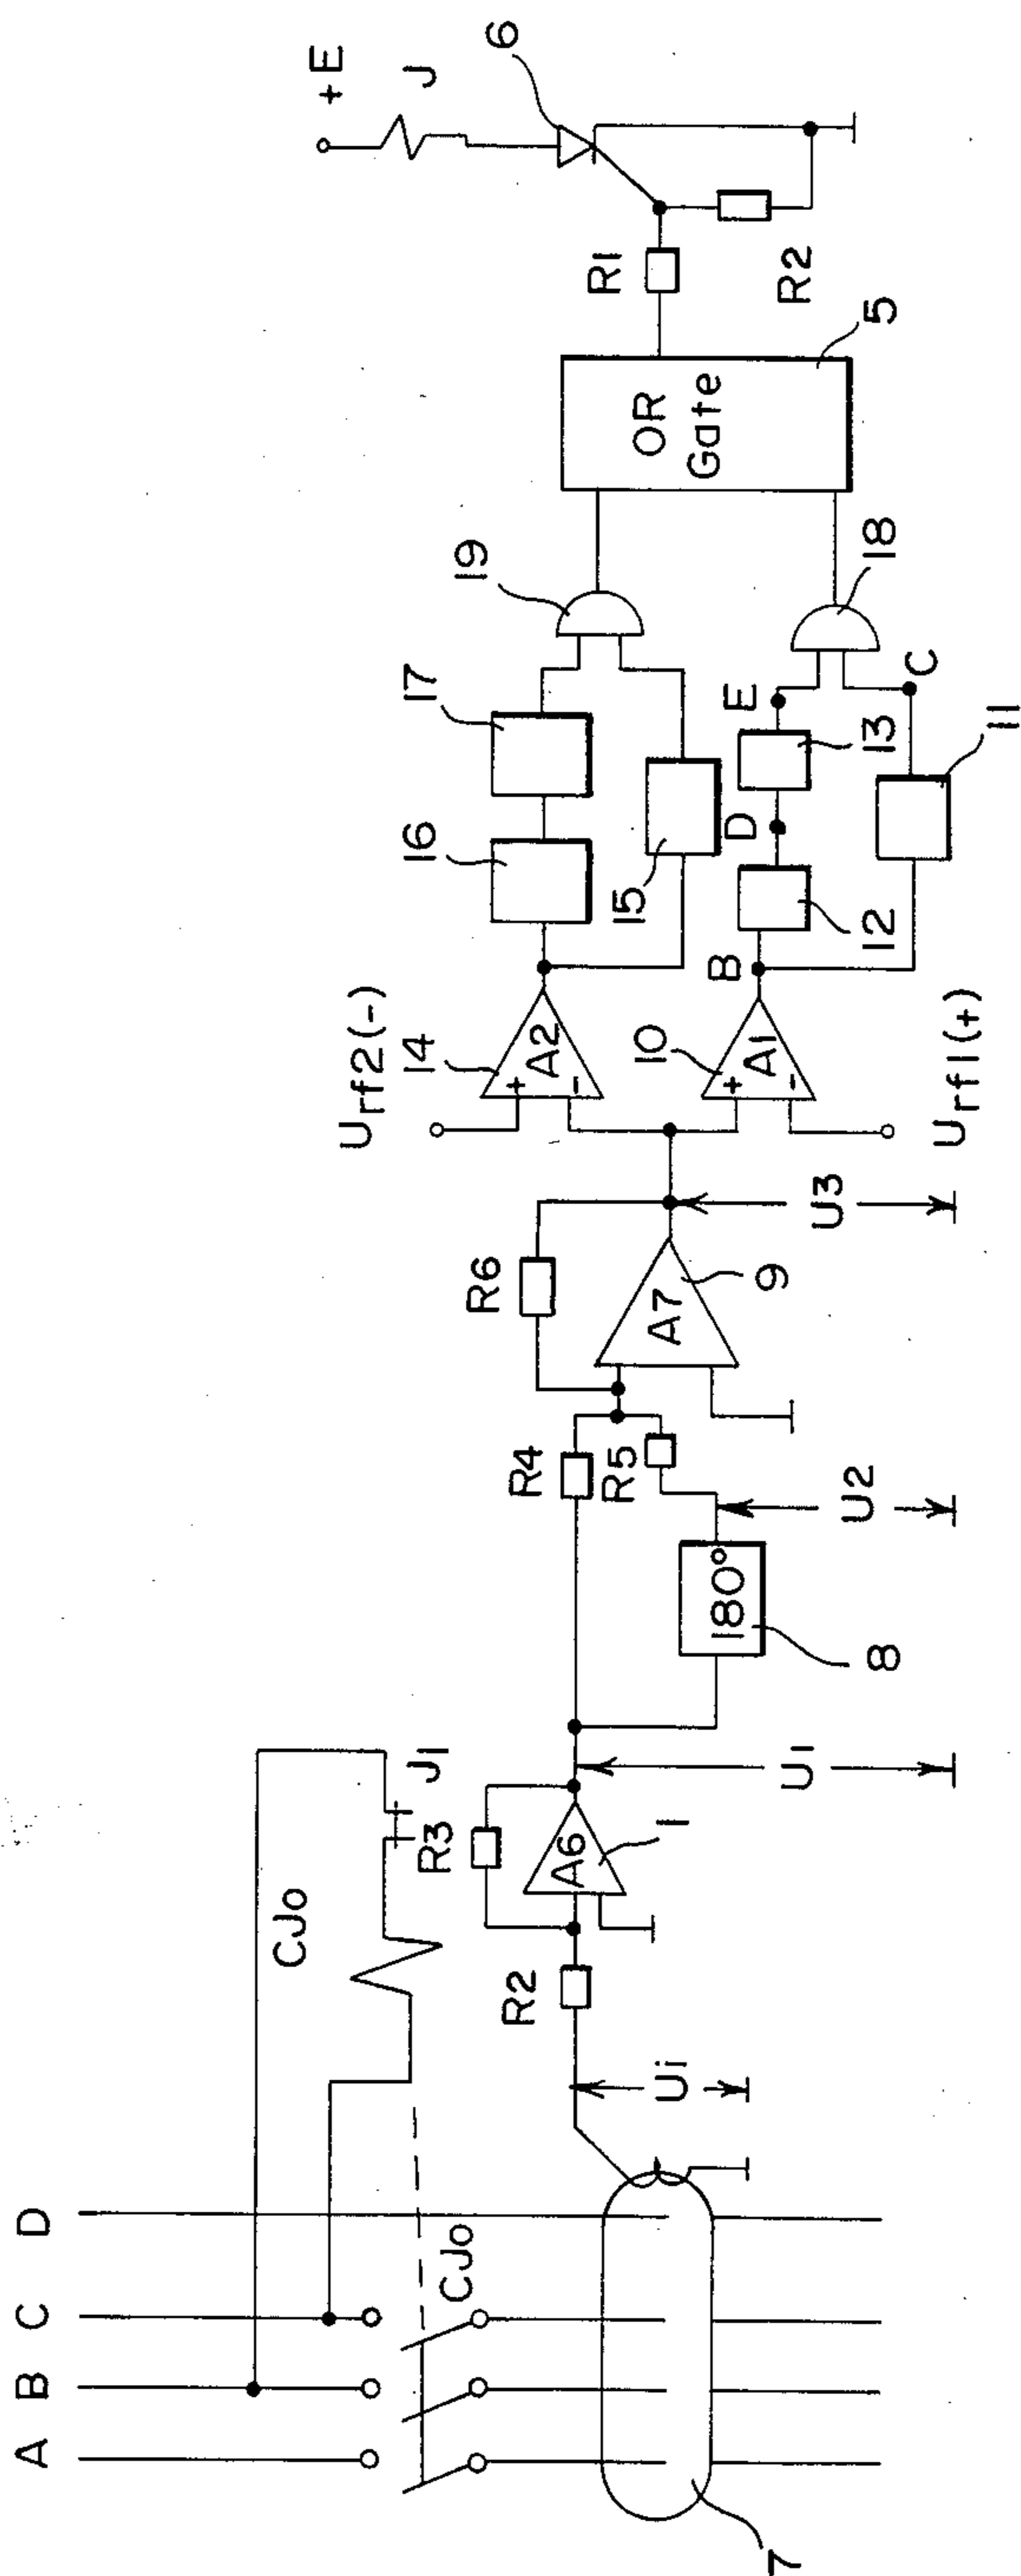 A
B
C
D
CJo
CJo
J1
7
Ui
R2
R3
A6
1
U1
180°
8
U2
R4
R5
R6
A7
9
U3
Urf2(-)
14
+
A2
-
10
+
A1
-
Urf1(+)
B
16
17
15
12
D
13
E
C
11
19
18
OR
Gate
5
R1
R2
6
+E
J